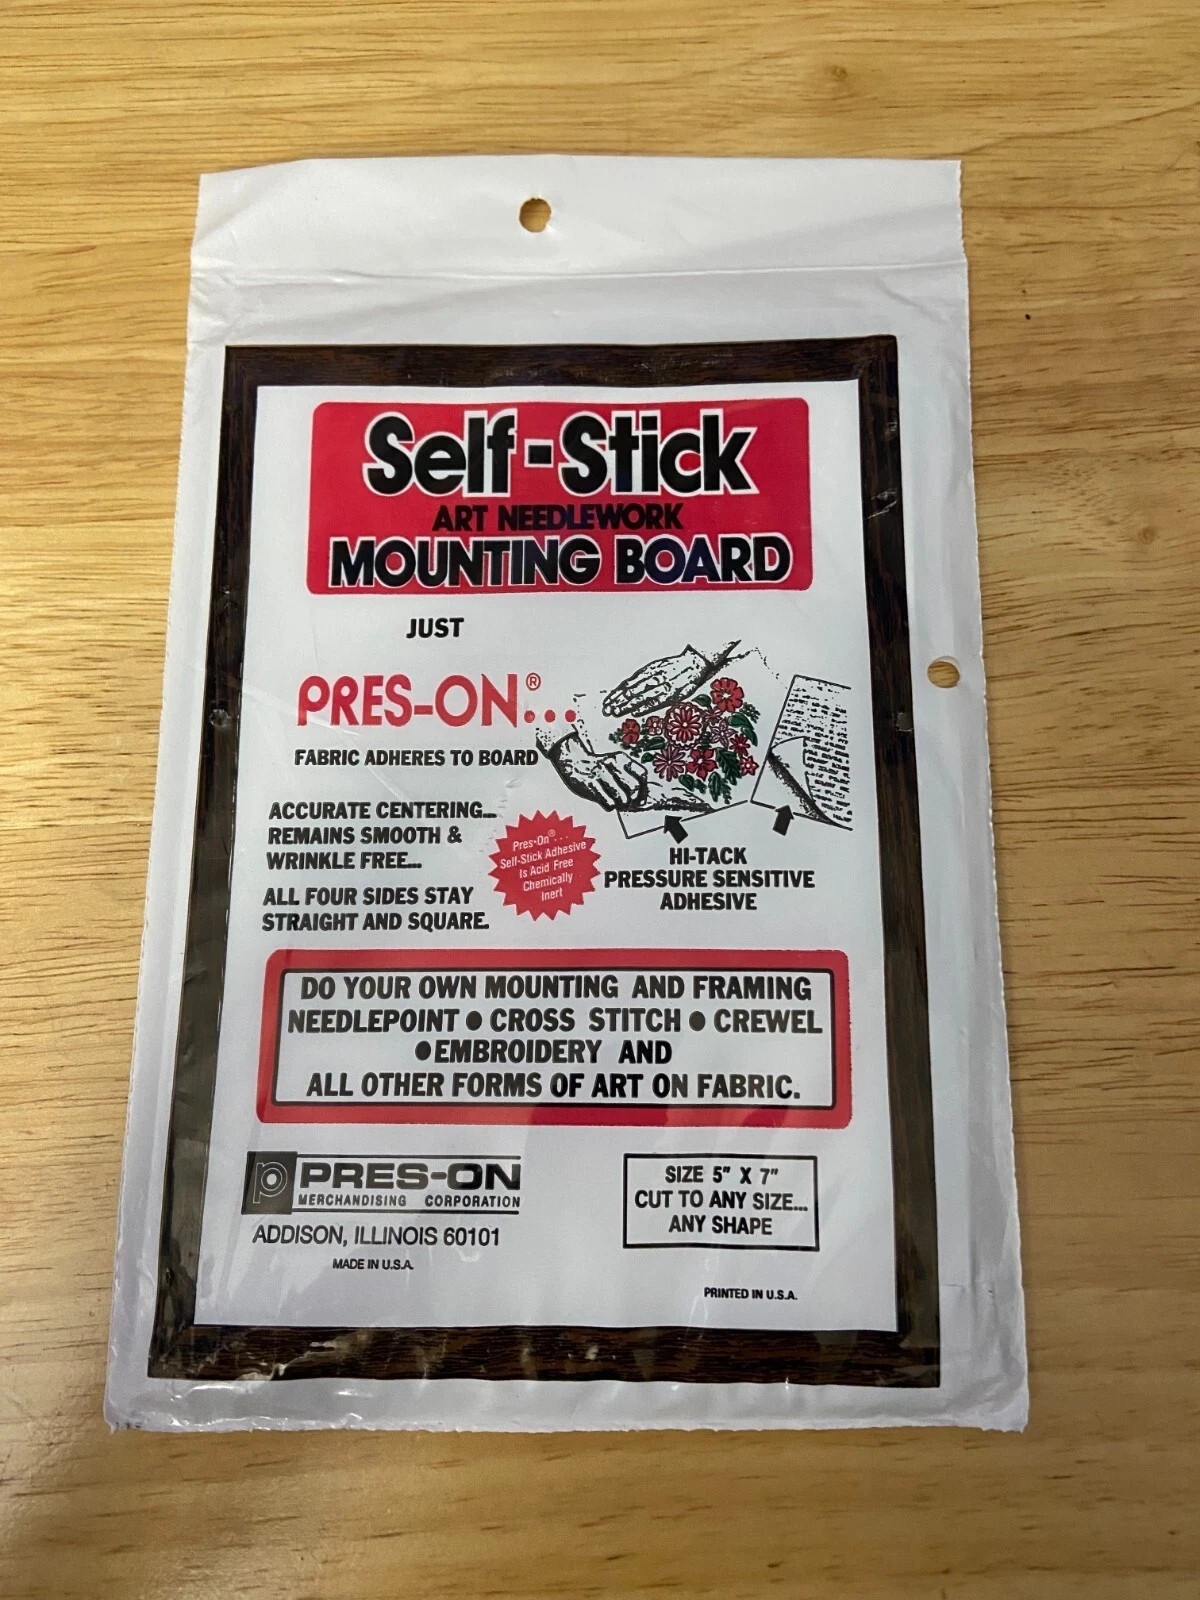 Self-Stick
ART NEEDLEWORK
MOUNTING BOARD
JUST
PRES-ON®...
FABRIC ADHERES TO BOARD
ACCURATE CENTERING...
REMAINS SMOOTH &
WRINKLE FREE...
ALL FOUR SIDES STAY
STRAIGHT AND SQUARE.
Pres-On®...
Self-Stick Adhesive
Is Acid Free
Chemically
Inert
HI-TACK
PRESSURE SENSITIVE
ADHESIVE
DO YOUR OWN MOUNTING AND FRAMING
NEEDLEPOINT ● CROSS STITCH ● CREWEL
● EMBROIDERY AND
ALL OTHER FORMS OF ART ON FABRIC.
p PRES-ON
MERCHANDISING CORPORATION
ADDISON, ILLINOIS 60101
MADE IN U.S.A.
SIZE 5" X 7"
CUT TO ANY SIZE...
ANY SHAPE
PRINTED IN U.S.A.